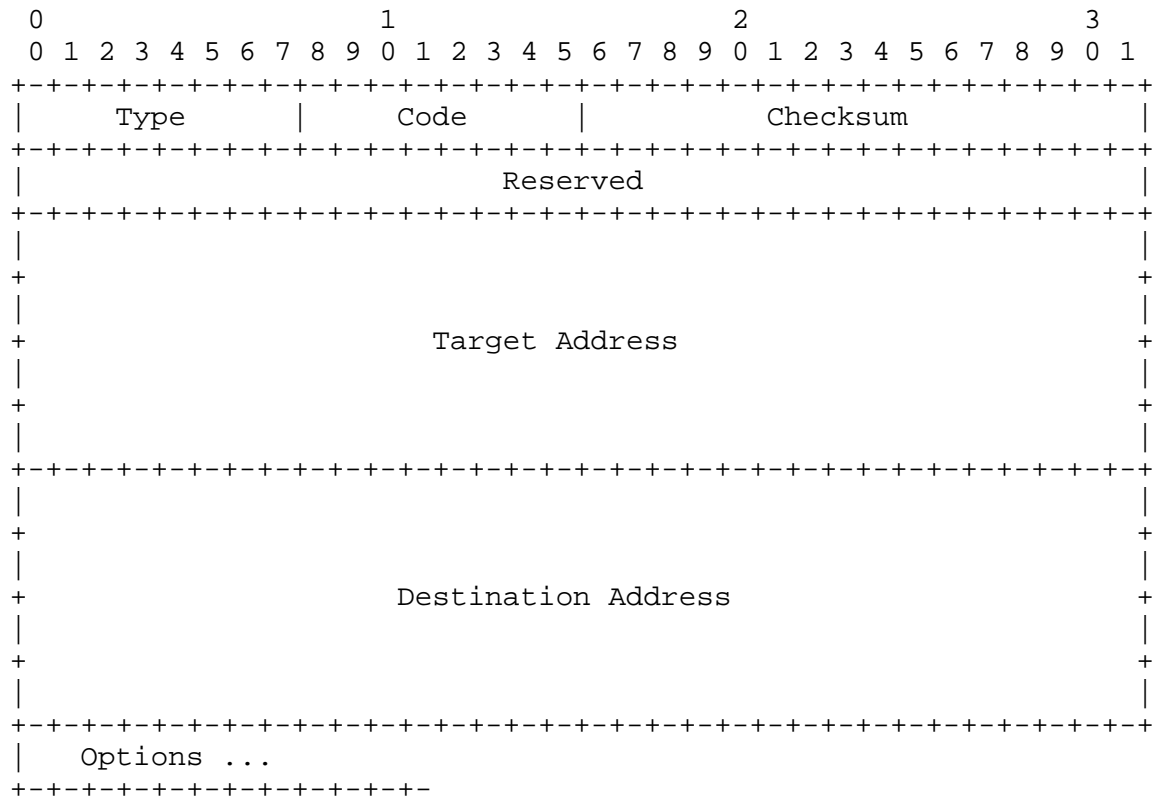 0                   1                   2                   3
 0 1 2 3 4 5 6 7 8 9 0 1 2 3 4 5 6 7 8 9 0 1 2 3 4 5 6 7 8 9 0 1
+-+-+-+-+-+-+-+-+-+-+-+-+-+-+-+-+-+-+-+-+-+-+-+-+-+-+-+-+-+-+-+-+
|     Type      |     Code      |          Checksum             |
+-+-+-+-+-+-+-+-+-+-+-+-+-+-+-+-+-+-+-+-+-+-+-+-+-+-+-+-+-+-+-+-+
|                           Reserved                            |
+-+-+-+-+-+-+-+-+-+-+-+-+-+-+-+-+-+-+-+-+-+-+-+-+-+-+-+-+-+-+-+-+
|                                                               |
+                                                               +
|                                                               |
+                       Target Address                          +
|                                                               |
+                                                               +
|                                                               |
+-+-+-+-+-+-+-+-+-+-+-+-+-+-+-+-+-+-+-+-+-+-+-+-+-+-+-+-+-+-+-+-+
|                                                               |
+                                                               +
|                                                               |
+                     Destination Address                       +
|                                                               |
+                                                               +
|                                                               |
+-+-+-+-+-+-+-+-+-+-+-+-+-+-+-+-+-+-+-+-+-+-+-+-+-+-+-+-+-+-+-+-+
|   Options ...
+-+-+-+-+-+-+-+-+-+-+-+-